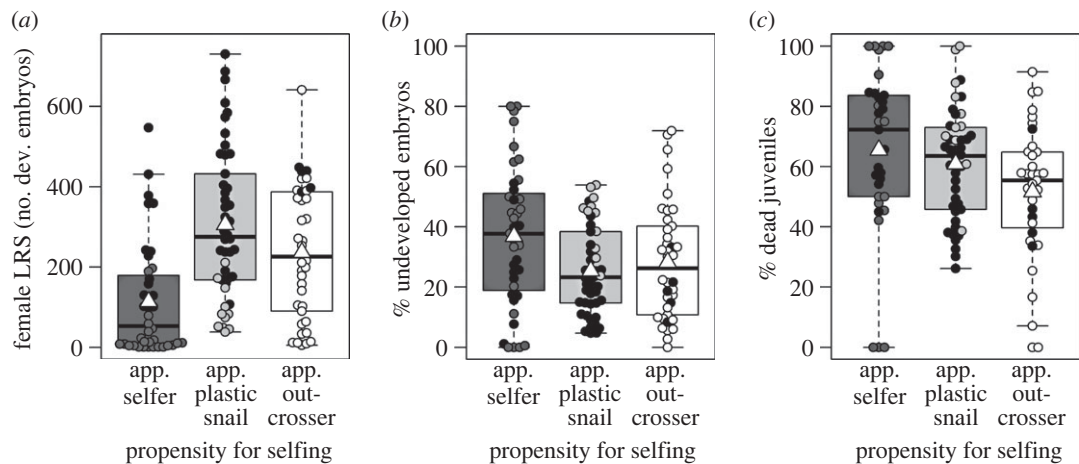 (a)
female LRS (no. dev. embryos)
600
400
200
0
app.
selfer
app.
plastic
snail
app.
out-
crosser
propensity for selfing
(b)
% undeveloped embryos
100
80
60
40
20
0
app.
selfer
app.
plastic
snail
app.
out-
crosser
propensity for selfing
(c)
% dead juveniles
100
80
60
40
20
0
app.
selfer
app.
plastic
snail
app.
out-
crosser
propensity for selfing